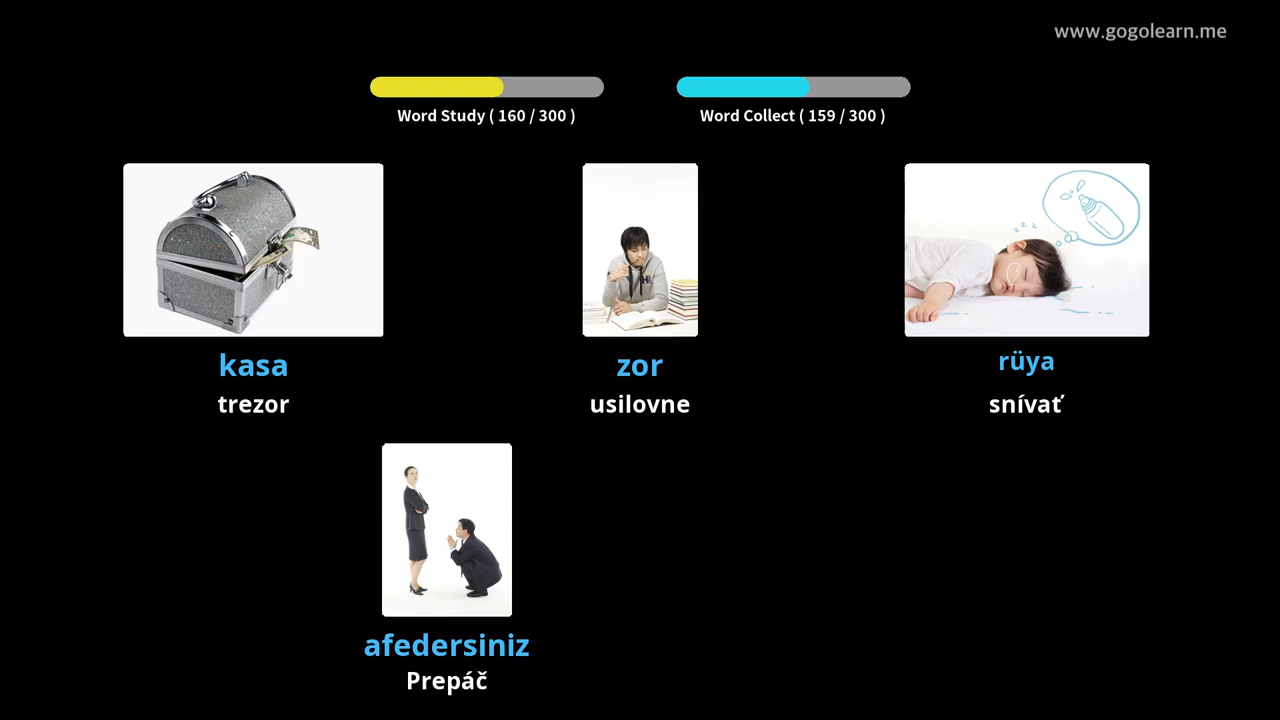 www.gogolearn.me
Word Study ( 160 / 300 )
Word Collect ( 159 / 300 )
kasa
trezor
zor
usilovne
rüya
snívať
afedersiniz
Prepáč